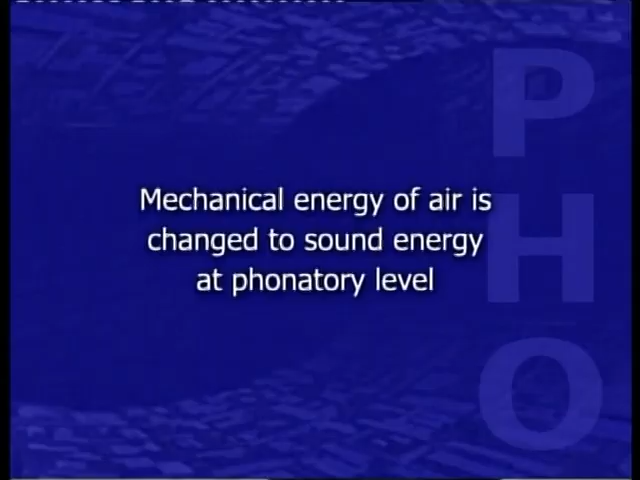 Mechanical energy of air is
changed to sound energy
at phonatory level
P
H
O